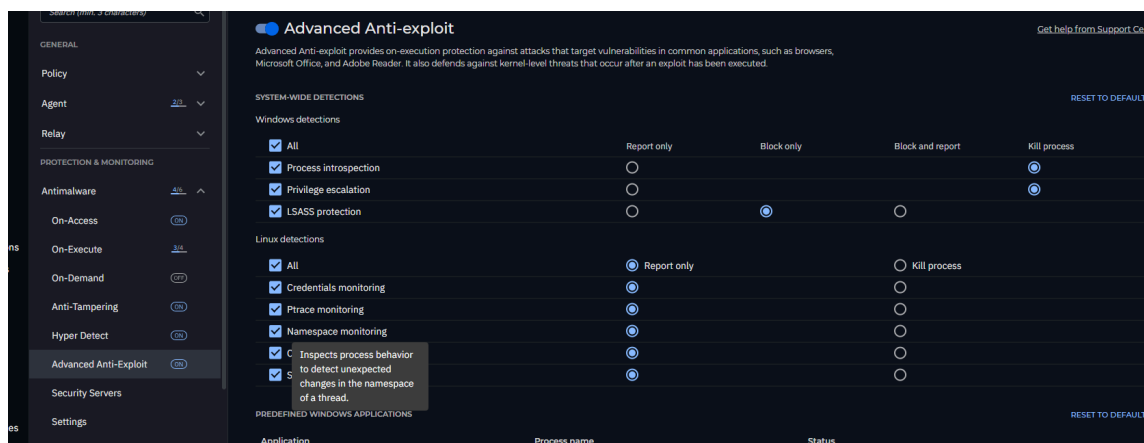 Search (min. 3 characters)
GENERAL
Policy
Agent 2/3
Relay
PROTECTION & MONITORING
Antimalware 4/6
On-Access ON
ns
On-Execute 3/4
On-Demand OFF
Anti-Tampering ON
Hyper Detect ON
Advanced Anti-Exploit ON
Security Servers
Settings
es
Advanced Anti-exploit
Get help from Support Ce
Advanced Anti-exploit provides on-execution protection against attacks that target vulnerabilities in common applications, such as browsers,
Microsoft Office, and Adobe Reader. It also defends against kernel-level threats that occur after an exploit has been executed.
SYSTEM-WIDE DETECTIONS
RESET TO DEFAULT
Windows detections
All Report only Block only Block and report Kill process
Process introspection
Privilege escalation
LSASS protection
Linux detections
All Report only Kill process
Credentials monitoring
Ptrace monitoring
Namespace monitoring
C
S
Inspects process behavior
to detect unexpected
changes in the namespace
of a thread.
PREDEFINED WINDOWS APPLICATIONS
RESET TO DEFAULT
Application Process name Status